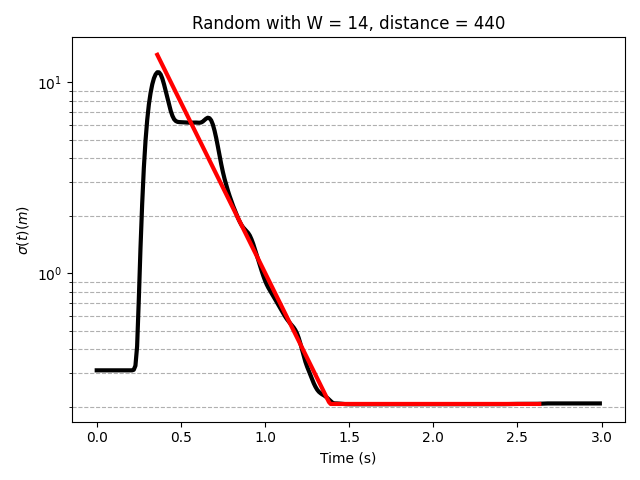 Random with W = 14, distance = 440
10¹
10⁰
σ(t)(m)
0.0 0.5 1.0 1.5 2.0 2.5 3.0
Time (s)